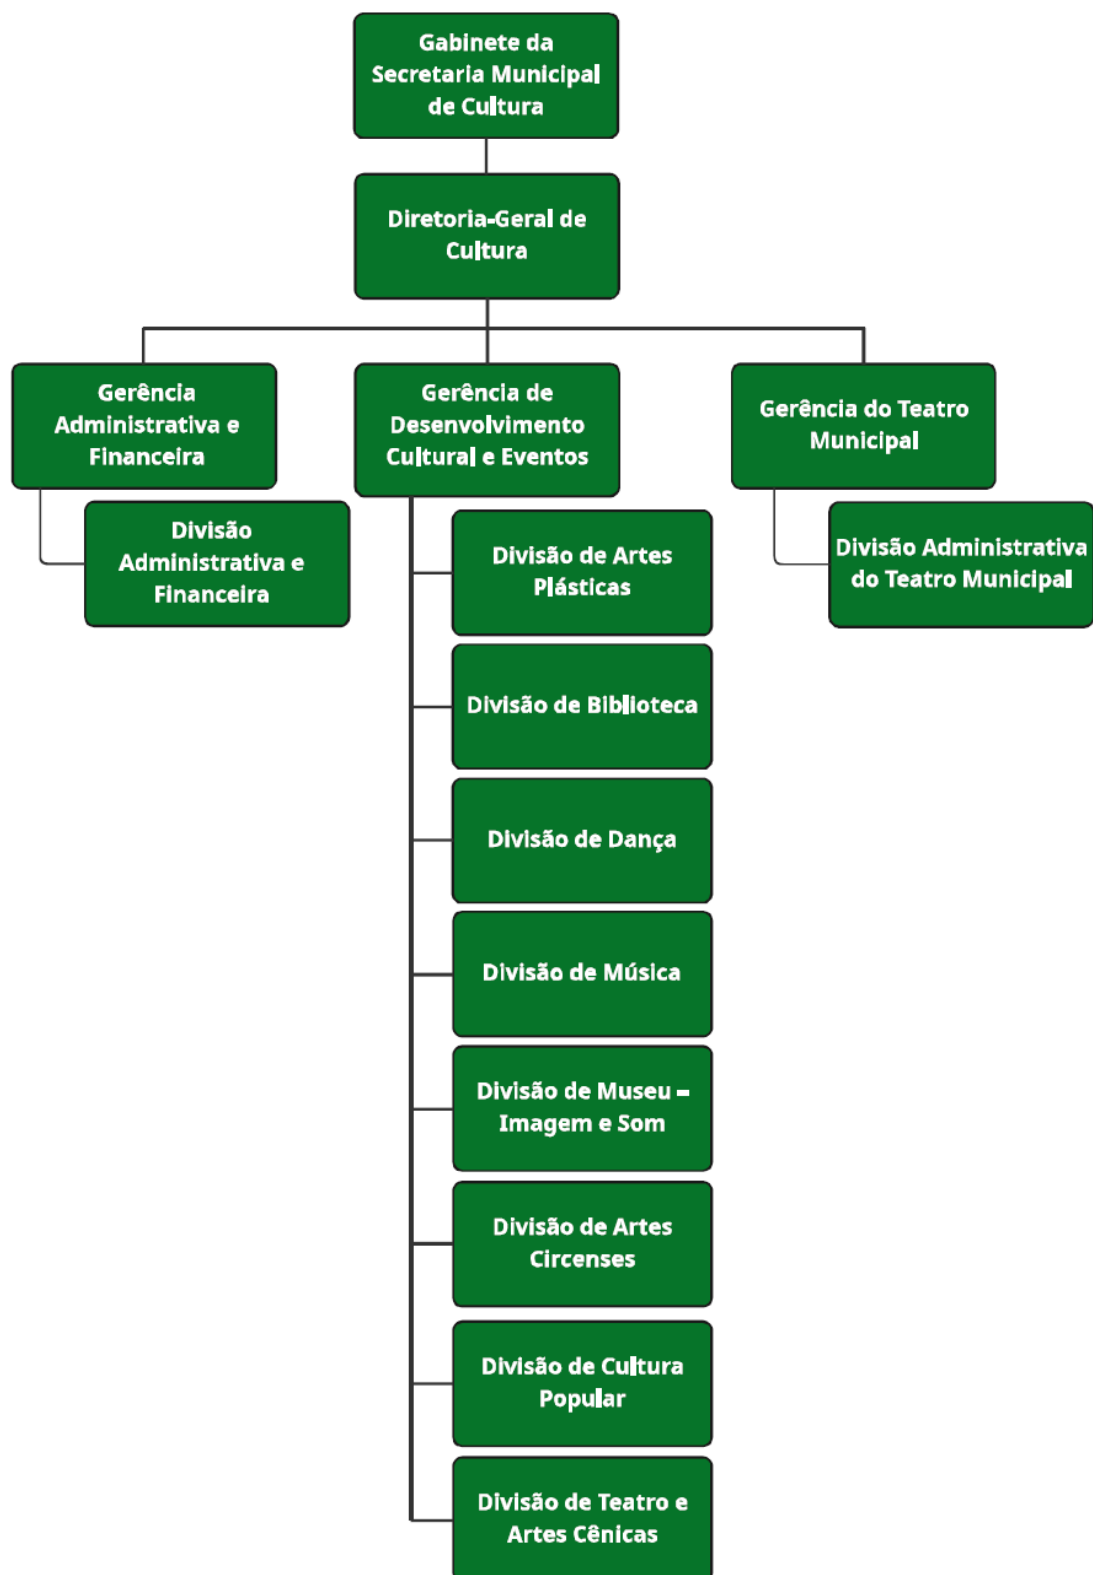 Gabinete da
Secretaria Municipal
de Cultura
Diretoria-Geral de
Cultura
Gerência
Administrativa e
Financeira
Divisão
Administrativa e
Financeira
Gerência de
Desenvolvimento
Cultural e Eventos
Divisão de Artes
Plásticas
Divisão de Biblioteca
Divisão de Dança
Divisão de Música
Divisão de Museu –
Imagem e Som
Divisão de Artes
Circenses
Divisão de Cultura
Popular
Divisão de Teatro e
Artes Cênicas
Gerência do Teatro
Municipal
Divisão Administrativa
do Teatro Municipal